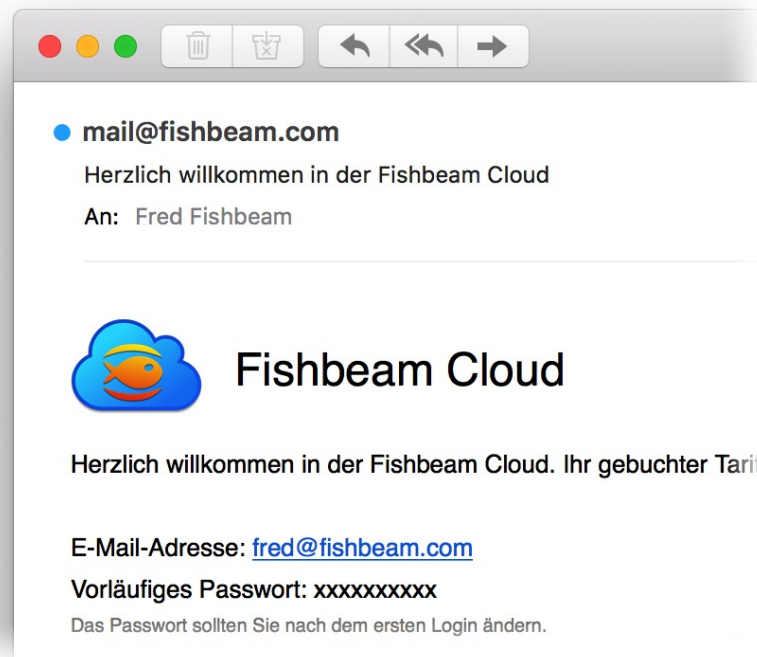 mail@fishbeam.com
Herzlich willkommen in der Fishbeam Cloud
An: Fred Fishbeam
Fishbeam Cloud
Herzlich willkommen in der Fishbeam Cloud. Ihr gebuchter Tarif
E-Mail-Adresse: fred@fishbeam.com
Vorläufiges Passwort: xxxxxxxxxx
Das Passwort sollten Sie nach dem ersten Login ändern.